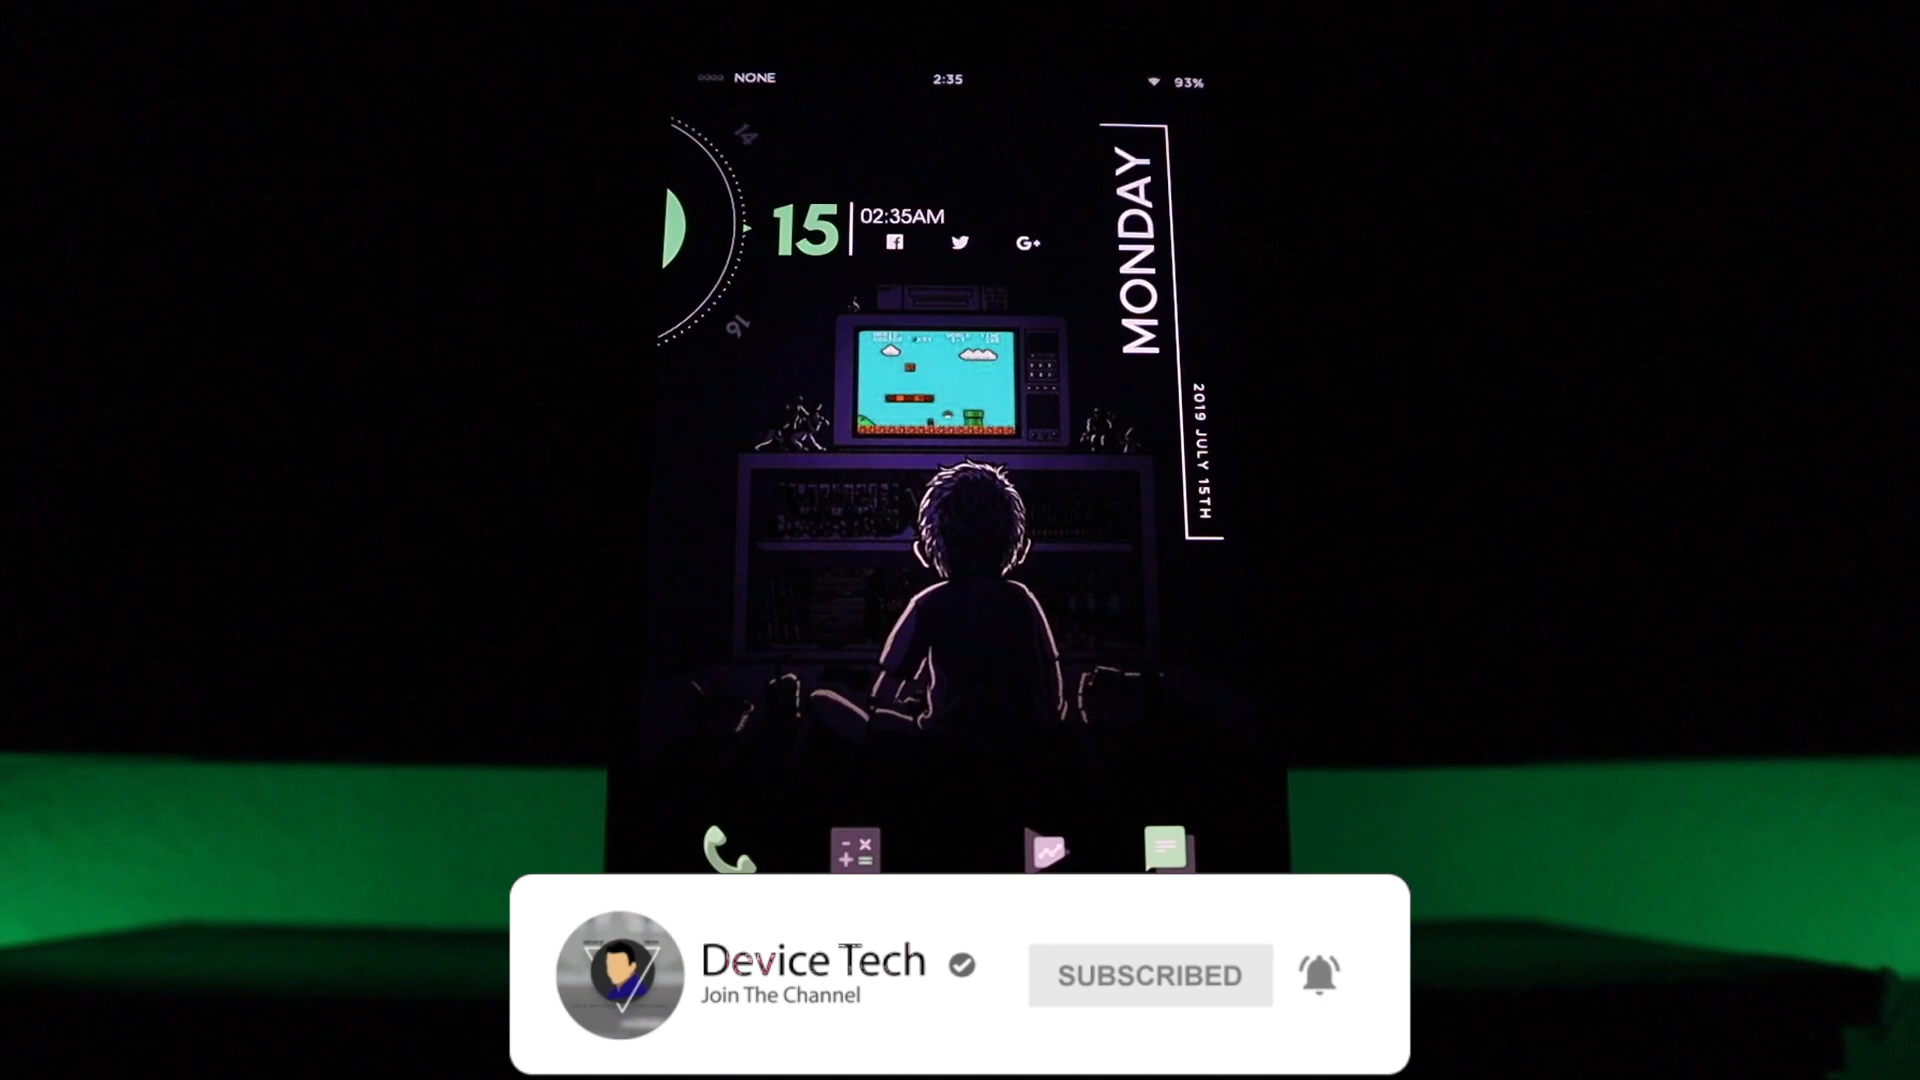 NONE
2:35
93%
14
15
02:35AM
G+
16
MONDAY
2019 JULY 15TH
Device Tech
Join The Channel
SUBSCRIBED